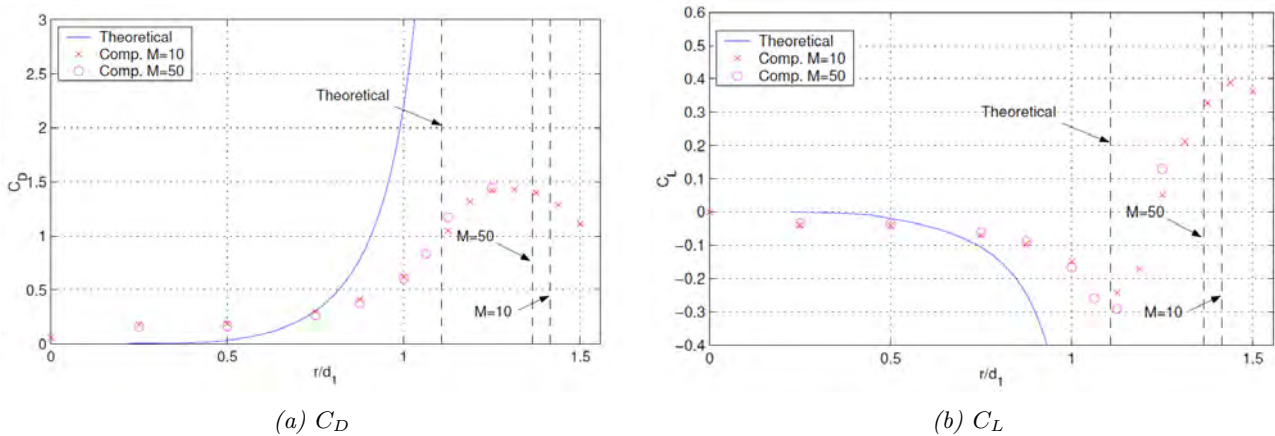 3
2.5
2
1.5
1
0.5
0
C_D
Theoretical
Comp. M=10
Comp. M=50
Theoretical
M=50
M=10
0 0.5 1 1.5
r/d₁
(a) C_D
0.6
0.5
0.4
0.3
0.2
0.1
0
−0.1
−0.2
−0.3
−0.4
C_L
Theoretical
Comp. M=10
Comp. M=50
Theoretical
M=50
M=10
0 0.5 1 1.5
r/d₁
(b) C_L